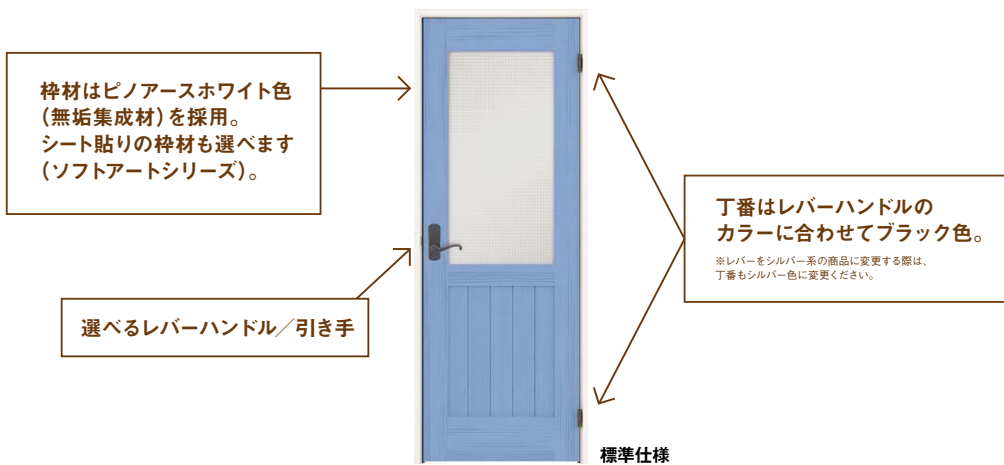 枠材はピノアースホワイト色
(無垢集成材)を採用。
シート貼りの枠材も選べます
(ソフトアートシリーズ)。
選べるレバーハンドル／引き手
丁番はレバーハンドルの
カラーに合わせてブラック色。
※レバーをシルバー系の商品に変更する際は、
丁番もシルバー色に変更ください。
標準仕様